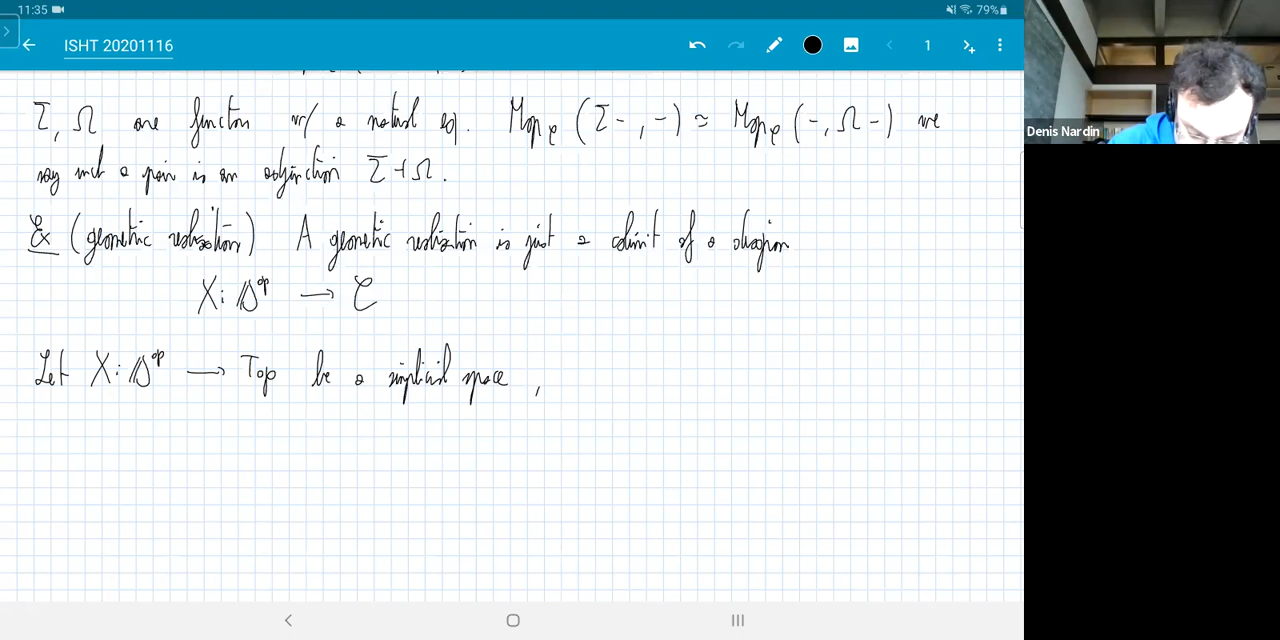 11:35 79%
ISHT 20201116 1
Σ, Ω are functors w/ a natural eq. Map_C (Σ-, -) ≃ Map_C (-, Ω-) we
say such a pair is an adjunction Σ ⊣ Ω.
Ex (geometric realization) A geometric realization is just a colimit of a diagram
X: Δ^op → C
Let X: Δ^op → Top be a simplicial space,
Denis Nardin